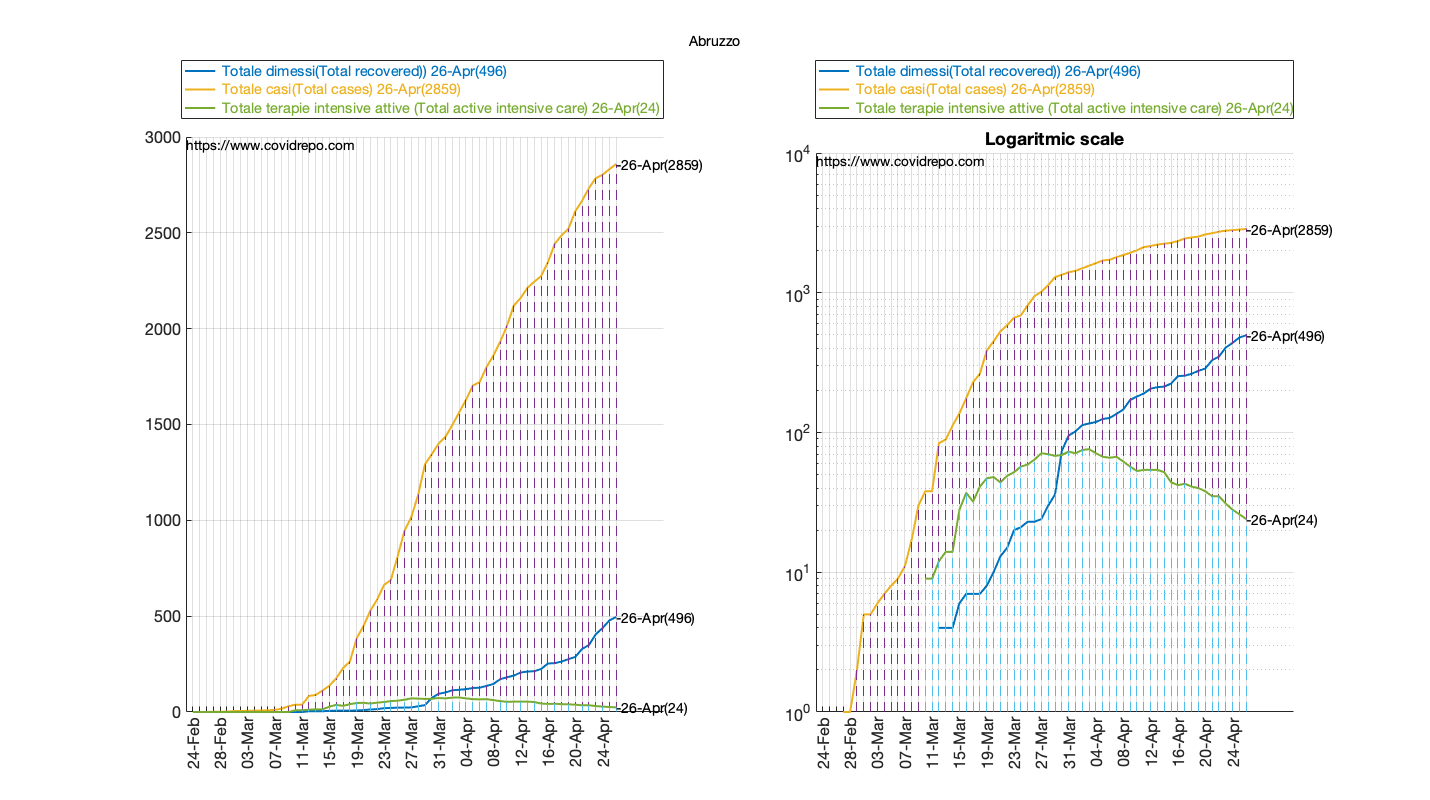 Abruzzo
Totale dimessi(Total recovered)) 26-Apr(496)
Totale casi(Total cases) 26-Apr(2859)
Totale terapie intensive attive (Total active intensive care) 26-Apr(24)
https://www.covidrepo.com
3000
2500
2000
1500
1000
500
0
26-Apr(2859)
26-Apr(496)
26-Apr(24)
24-Feb
28-Feb
03-Mar
07-Mar
11-Mar
15-Mar
19-Mar
23-Mar
27-Mar
31-Mar
04-Apr
08-Apr
12-Apr
16-Apr
20-Apr
24-Apr
Totale dimessi(Total recovered)) 26-Apr(496)
Totale casi(Total cases) 26-Apr(2859)
Totale terapie intensive attive (Total active intensive care) 26-Apr(24)
Logaritmic scale
https://www.covidrepo.com
10^4
10^3
10^2
10^1
10^0
26-Apr(2859)
26-Apr(496)
26-Apr(24)
24-Feb
28-Feb
03-Mar
07-Mar
11-Mar
15-Mar
19-Mar
23-Mar
27-Mar
31-Mar
04-Apr
08-Apr
12-Apr
16-Apr
20-Apr
24-Apr